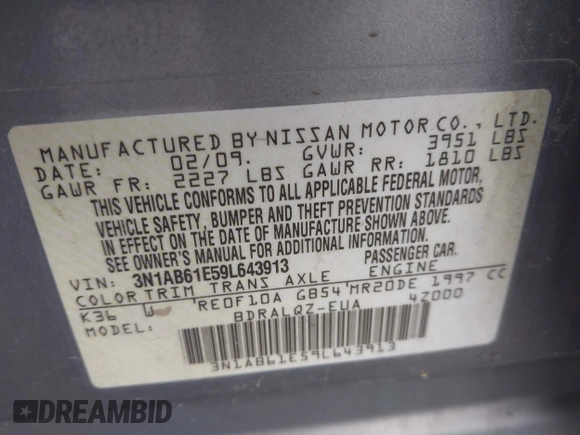 MANUFACTURED BY NISSAN MOTOR CO., LTD.
DATE: 02/09. GVWR: 3951 LBS
GAWR FR: 2227 LBS GAWR RR: 1810 LBS
THIS VEHICLE CONFORMS TO ALL APPLICABLE FEDERAL MOTOR
VEHICLE SAFETY, BUMPER AND THEFT PREVENTION STANDARDS
IN EFFECT ON THE DATE OF MANUFACTURE SHOWN ABOVE.
SEE OWNER'S MANUAL FOR ADDITIONAL INFORMATION.
VIN: 3N1AB61E59L643913 PASSENGER CAR.
COLOR TRIM TRANS AXLE ENGINE
K36 W 'RE0F10A GB54'MR20DE 1997 CC
MODEL: BDRALQZ-EUA 4Z000
3N1AB61E59L643913
DREAMBID